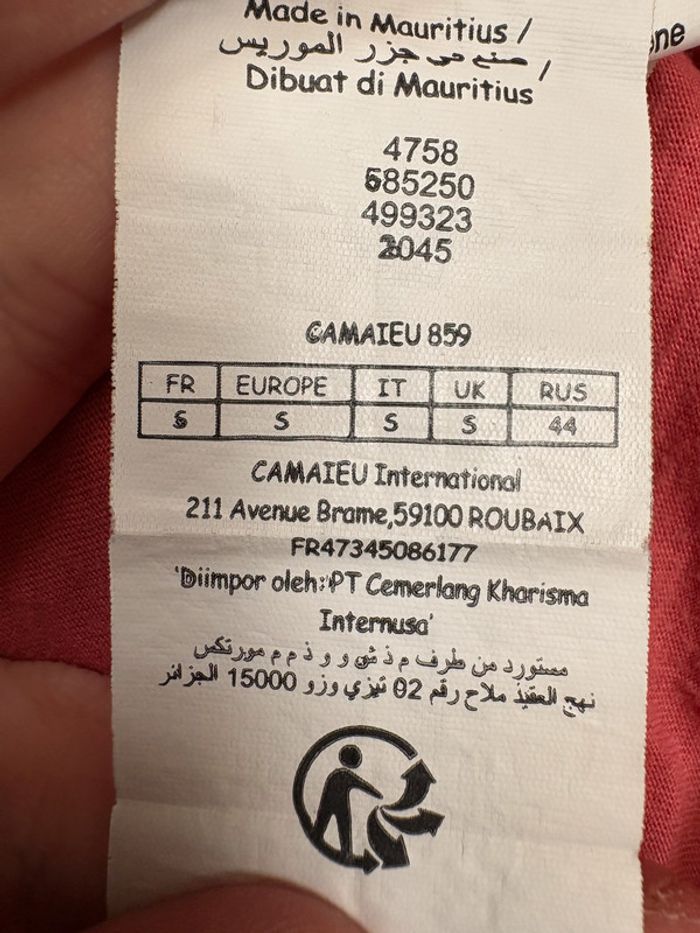 Made in Mauritius /
صنع في جزر الموريس /
Dibuat di Mauritius
4758
685250
499323
2045
CAMAIEU 859
FR EUROPE IT UK RUS
S S S S 44
CAMAIEU International
211 Avenue Brame,59100 ROUBAIX
FR47345086177
'Diimpor oleh:PT Cemerlang Kharisma
Internusa'
مستورد من طرف م ذ ش و و ذ م م مورتكس
نهج العقيد ملاح رقم 02 تيزي وزو 15000 الجزائر